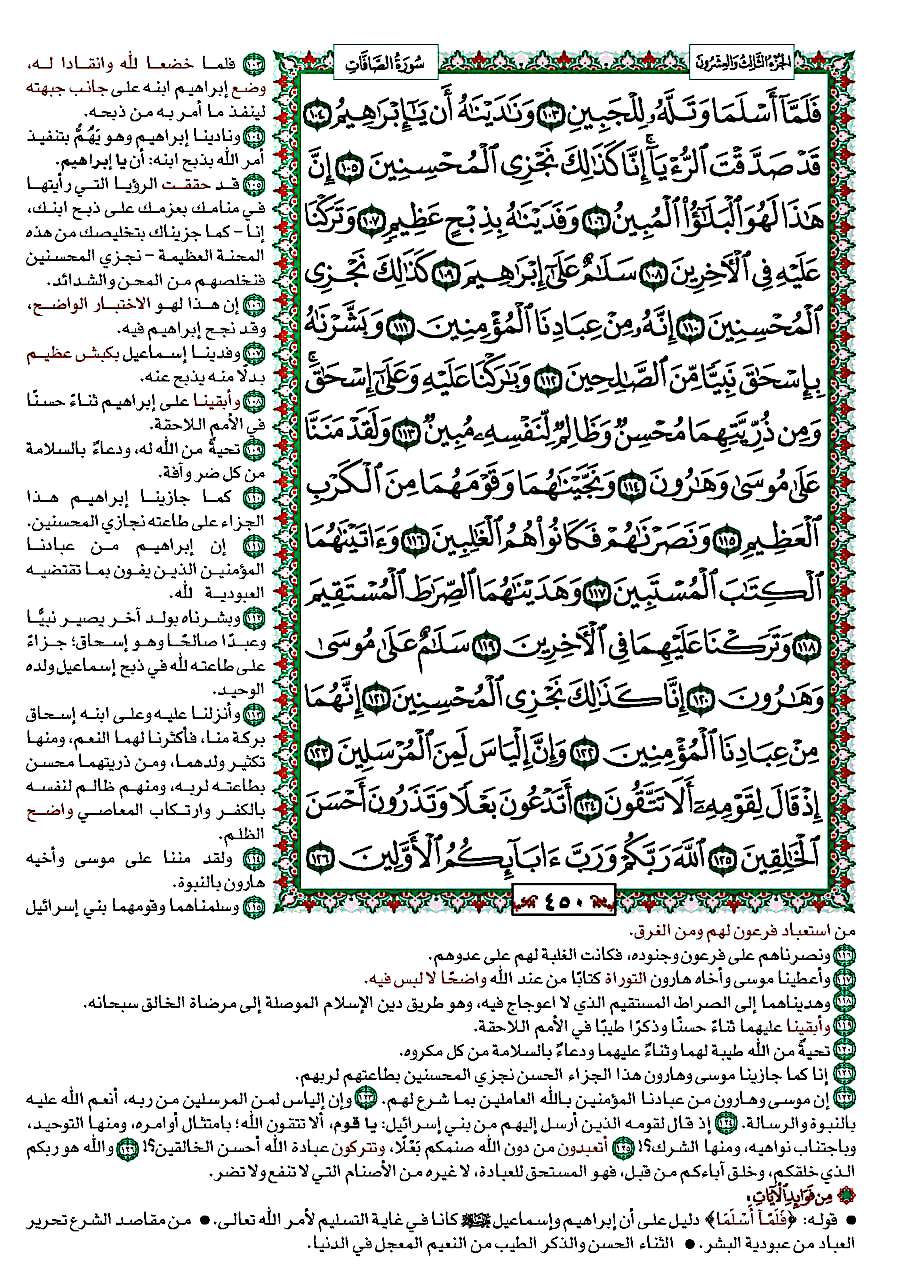 الجزء الثالث والعشرون
سورة الصافات
فَلَمَّآ أَسْلَمَا وَتَلَّهُۥ لِلْجَبِينِ ١٠٣ وَنَٰدَيْنَٰهُ أَن يَٰٓإِبْرَٰهِيمُ ١٠٤
قَدْ صَدَّقْتَ ٱلرُّءْيَآۚ إِنَّا كَذَٰلِكَ نَجْزِى ٱلْمُحْسِنِينَ ١٠٥ إِنَّ
هَٰذَا لَهُوَ ٱلْبَلَٰٓؤُا۟ ٱلْمُبِينُ ١٠٦ وَفَدَيْنَٰهُ بِذِبْحٍ عَظِيمٍ ١٠٧ وَتَرَكْنَا
عَلَيْهِ فِى ٱلْءَاخِرِينَ ١٠٨ سَلَٰمٌ عَلَىٰٓ إِبْرَٰهِيمَ ١٠٩ كَذَٰلِكَ نَجْزِى
ٱلْمُحْسِنِينَ ١١٠ إِنَّهُۥ مِنْ عِبَادِنَا ٱلْمُؤْمِنِينَ ١١١ وَبَشَّرْنَٰهُ
بِإِسْحَٰقَ نَبِيًّا مِّنَ ٱلصَّٰلِحِينَ ١١٢ وَبَٰرَكْنَا عَلَيْهِ وَعَلَىٰٓ إِسْحَٰقَۚ
وَمِن ذُرِّيَّتِهِمَا مُحْسِنٌ وَظَالِمٌ لِّنَفْسِهِۦ مُبِينٌ ١١٣ وَلَقَدْ مَنَنَّا
عَلَىٰ مُوسَىٰ وَهَٰرُونَ ١١٤ وَنَجَّيْنَٰهُمَا وَقَوْمَهُمَا مِنَ ٱلْكَرْبِ
ٱلْعَظِيمِ ١١٥ وَنَصَرْنَٰهُمْ فَكَانُوا۟ هُمُ ٱلْغَٰلِبِينَ ١١٦ وَءَاتَيْنَٰهُمَا
ٱلْكِتَٰبَ ٱلْمُسْتَبِينَ ١١٧ وَهَدَيْنَٰهُمَا ٱلصِّرَٰطَ ٱلْمُسْتَقِيمَ
١١٨ وَتَرَكْنَا عَلَيْهِمَا فِى ٱلْءَاخِرِينَ ١١٩ سَلَٰمٌ عَلَىٰ مُوسَىٰ
وَهَٰرُونَ ١٢٠ إِنَّا كَذَٰلِكَ نَجْزِى ٱلْمُحْسِنِينَ ١٢١ إِنَّهُمَا
مِنْ عِبَادِنَا ٱلْمُؤْمِنِينَ ١٢٢ وَإِنَّ إِلْيَاسَ لَمِنَ ٱلْمُرْسَلِينَ ١٢٣
إِذْ قَالَ لِقَوْمِهِۦٓ أَلَا تَتَّقُونَ ١٢٤ أَتَدْعُونَ بَعْلًا وَتَذَرُونَ أَحْسَنَ
ٱلْخَٰلِقِينَ ١٢٥ ٱللَّهَ رَبَّكُمْ وَرَبَّ ءَابَآئِكُمُ ٱلْأَوَّلِينَ ١٢٦
٤٥٠
١٠٣ فلما خضعا لله وانقادا له،
وضع إبراهيم ابنه على جانب جبهته
لينفذ ما أمر به من ذبحه.
١٠٤ ونادينا إبراهيم وهو يَهُمُّ بتنفيذ
أمر الله بذبح ابنه: أن يا إبراهيم.
١٠٥ قد حققت الرؤيا التي رأيتها
في منامك بعزمك على ذبح ابنك،
إنا – كما جزيناك بتخليصك من هذه
المحنة العظيمة – نجزي المحسنين
فنخلصهم من المحن والشدائد.
١٠٦ إن هذا لهو الاختبار الواضح،
وقد نجح إبراهيم فيه.
١٠٧ وفدينا إسماعيل بكبش عظيم
بدلًا منه يذبح عنه.
١٠٨ وأبقينا على إبراهيم ثناءً حسنًا
في الأمم اللاحقة.
١٠٩ تحيةٌ من الله له، ودعاءٌ بالسلامة
من كل ضر وآفة.
١١٠ كما جازينا إبراهيم هذا
الجزاء على طاعته نجازي المحسنين.
١١١ إن إبراهيم من عبادنا
المؤمنين الذين يفون بما تقتضيه
العبودية لله.
١١٢ وبشرناه بولد آخر يصير نبيًّا
وعبدًا صالحًا وهو إسحاق؛ جزاءً
على طاعته لله في ذبح إسماعيل ولده
الوحيد.
١١٣ وأنزلنا عليه وعلى ابنه إسحاق
بركة منا، فأكثرنا لهما النعم، ومنها
تكثير ولدهما، ومن ذريتهما محسن
بطاعته لربه، ومنهم ظالم لنفسه
بالكفر وارتكاب المعاصي واضح
الظلم.
١١٤ ولقد مننا على موسى وأخيه
هارون بالنبوة.
١١٥ وسلمناهما وقومهما بني إسرائيل
من استعباد فرعون لهم ومن الغرق.
١١٦ ونصرناهم على فرعون وجنوده، فكانت الغلبة لهم على عدوهم.
١١٧ وأعطينا موسى وأخاه هارون التوراة كتابًا من عند الله واضحًا لا لبس فيه.
١١٨ وهديناهما إلى الصراط المستقيم الذي لا اعوجاج فيه، وهو طريق دين الإسلام الموصلة إلى مرضاة الخالق سبحانه.
١١٩ وأبقينا عليهما ثناءً حسنًا وذكرًا طيبًا في الأمم اللاحقة.
١٢٠ تحيةٌ من الله طيبة لهما وثناءٌ عليهما ودعاءٌ بالسلامة من كل مكروه.
١٢١ إنا كما جازينا موسى وهارون هذا الجزاء الحسن نجزي المحسنين بطاعتهم لربهم.
١٢٢ إن موسى وهارون من عبادنا المؤمنين بالله العاملين بما شرع لهم. ١٢٣ وإن إلياس لمن المرسلين من ربه، أنعم الله عليه
بالنبوة والرسالة. ١٢٤ إذ قال لقومه الذين أرسل إليهم من بني إسرائيل: يا قوم، ألا تتقون الله؛ بامتثال أوامره، ومنها التوحيد،
وباجتناب نواهيه، ومنها الشرك؟! ١٢٥ أتعبدون من دون الله صنمكم بَعْلًا، وتتركون عبادة الله أحسن الخالقين؟! ١٢٦ والله هو ربكم
الذي خلقكم، وخلق آباءكم من قبل، فهو المستحق للعبادة، لا غيره من الأصنام التي لا تنفع ولا تضر.
من فوائد الآيات:
• قوله: ﴿فَلَمَّآ أَسْلَمَا﴾ دليل على أن إبراهيم وإسماعيل ﷺ كانا في غاية التسليم لأمر الله تعالى. • من مقاصد الشرع تحرير
العباد من عبودية البشر. • الثناء الحسن والذكر الطيب من النعيم المعجل في الدنيا.